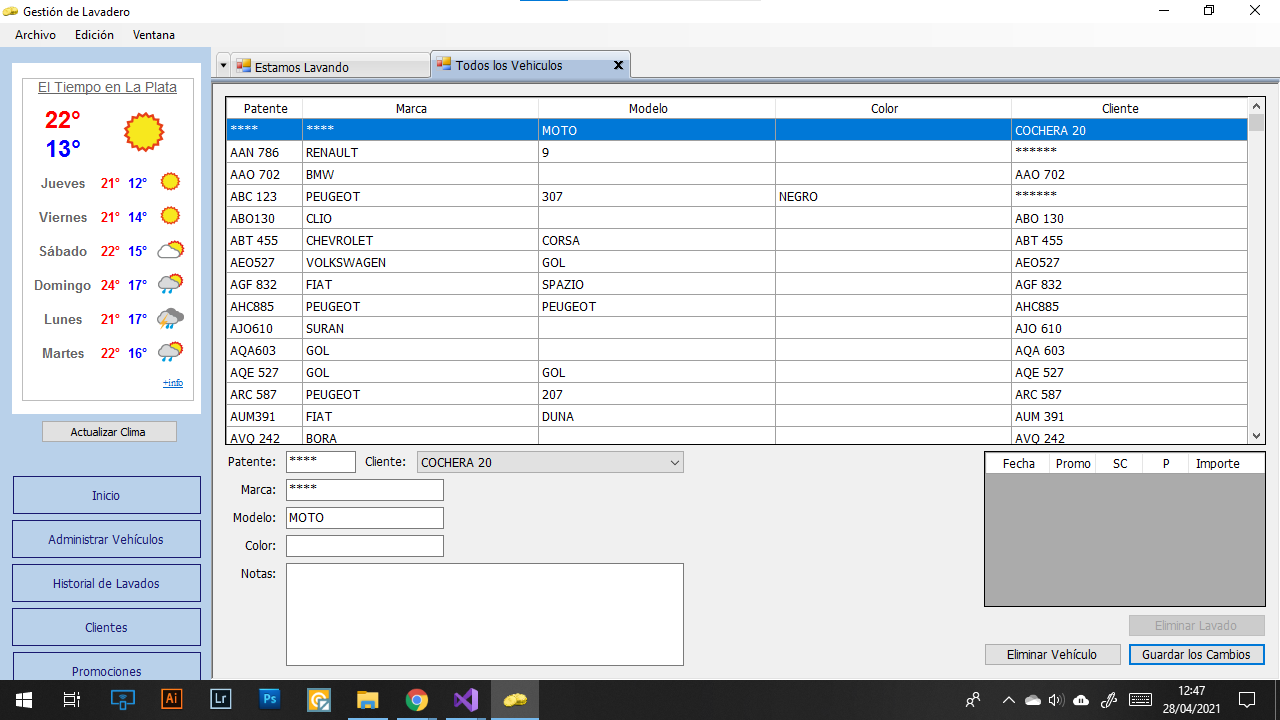 Gestión de Lavadero
Archivo Edición Ventana
El Tiempo en La Plata
22°
13°
Jueves 21° 12°
Viernes 21° 14°
Sábado 22° 15°
Domingo 24° 17°
Lunes 21° 17°
Martes 22° 16°
+info
Actualizar Clima
Inicio
Administrar Vehículos
Historial de Lavados
Clientes
Promociones
Estamos Lavando Todos los Vehiculos
Patente Marca Modelo Color Cliente
**** **** MOTO COCHERA 20
AAN 786 RENAULT 9 ******
AAO 702 BMW AAO 702
ABC 123 PEUGEOT 307 NEGRO ******
ABO130 CLIO ABO 130
ABT 455 CHEVROLET CORSA ABT 455
AEO527 VOLKSWAGEN GOL AEO527
AGF 832 FIAT SPAZIO AGF 832
AHC885 PEUGEOT PEUGEOT AHC885
AJO610 SURAN AJO 610
AQA603 GOL AQA 603
AQE 527 GOL GOL AQE 527
ARC 587 PEUGEOT 207 ARC 587
AUM391 FIAT DUNA AUM 391
AVQ 242 BORA AVQ 242
Patente: **** Cliente: COCHERA 20
Marca: ****
Modelo: MOTO
Color:
Notas:
Fecha Promo SC P Importe
Eliminar Lavado
Eliminar Vehículo Guardar los Cambios
Ai Lr Ps
12:47
28/04/2021